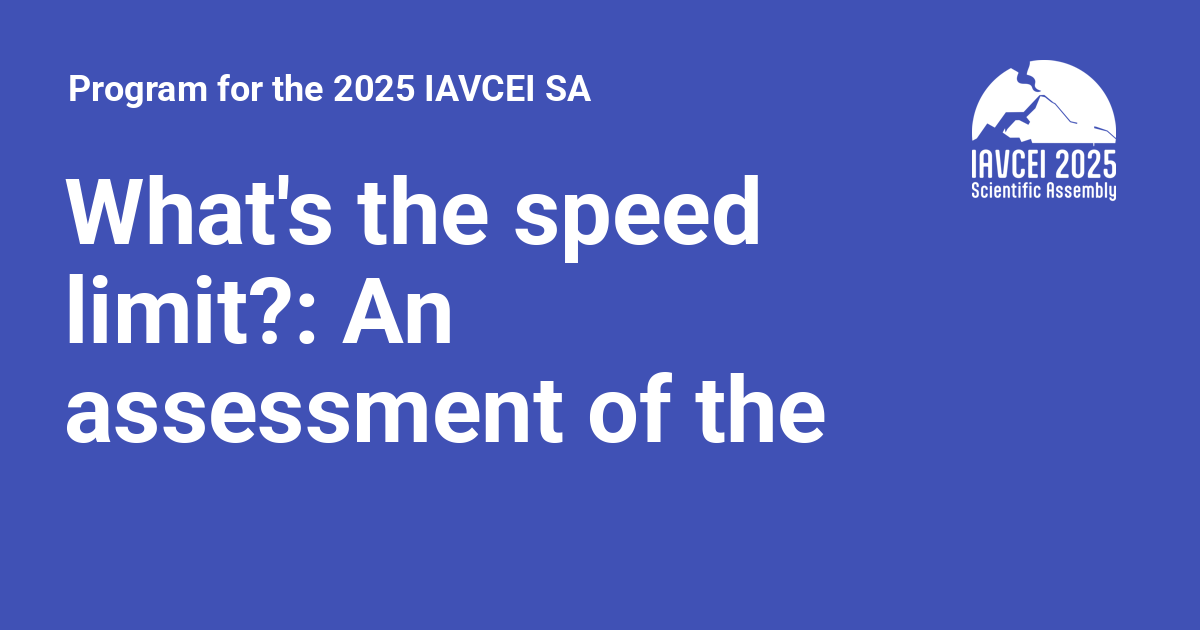 Program for the 2025 IAVCEI SA
What's the speed
limit?: An
assessment of the
IAVCEI 2025
Scientific Assembly